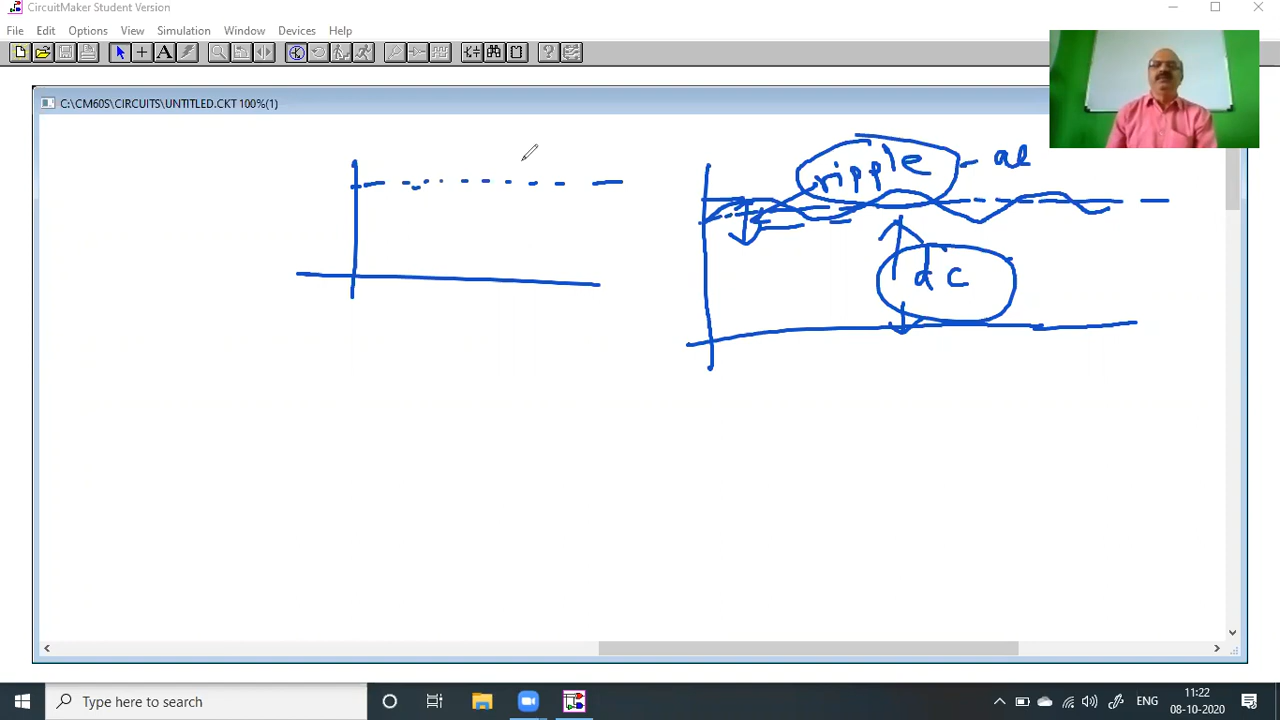 CircuitMaker Student Version
File Edit Options View Simulation Window Devices Help
C:\CM60S\CIRCUITS\UNTITLED.CKT 100%(1)
ripple - ac
dc
Type here to search
ENG
11:22
08-10-2020